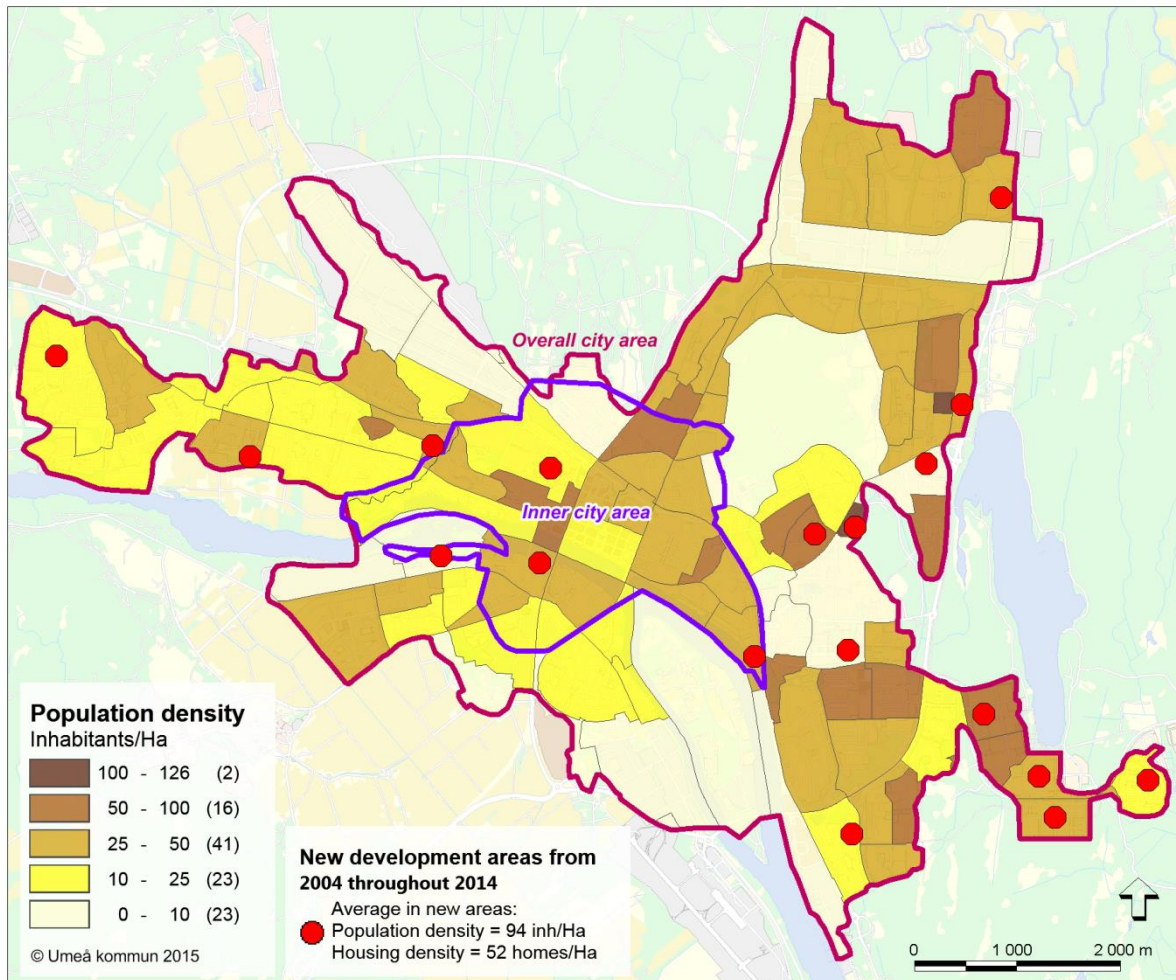 Overall city area
Inner city area
Population density
Inhabitants/Ha
100 - 126 (2)
50 - 100 (16)
25 - 50 (41)
10 - 25 (23)
0 - 10 (23)
© Umeå kommun 2015
New development areas from
2004 throughout 2014
Average in new areas:
Population density = 94 inh/Ha
Housing density = 52 homes/Ha
0 1 000 2 000 m